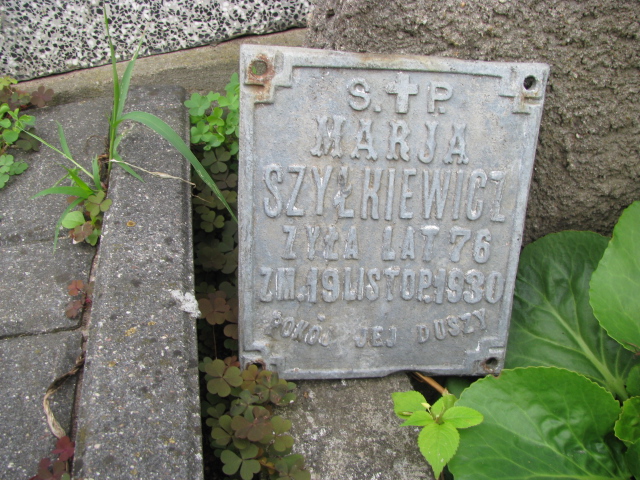 S.✝P.
MARJA
SZYŁKIEWICZ
ŻYŁA LAT 76
ZM. 19 LISTOP. 1930
POKÓJ JEJ DUSZY